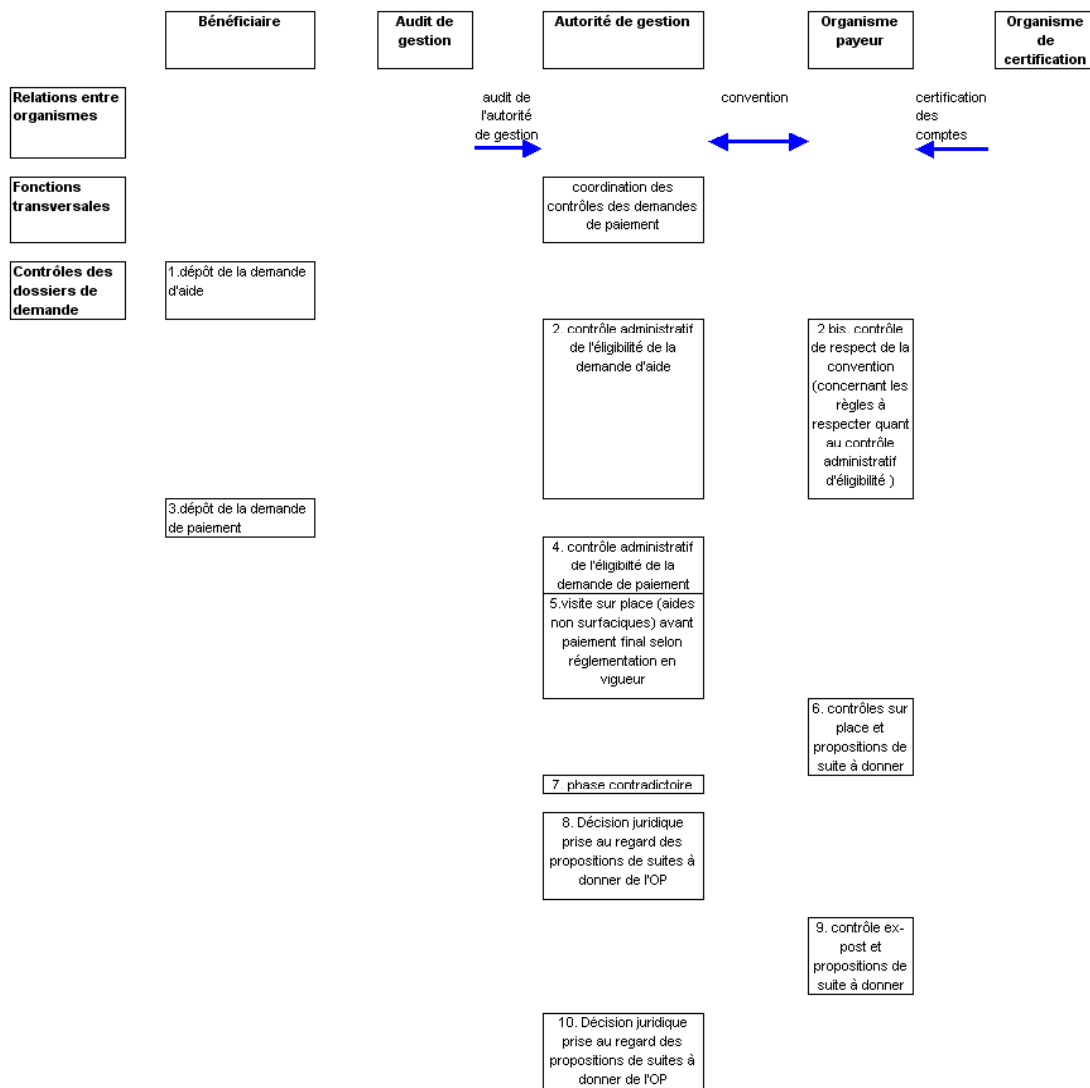 Bénéficiaire
Audit de
gestion
Autorité de gestion
Organisme
payeur
Organisme
de
certification
Relations entre
organismes
audit de
l'autorité
de gestion
convention
certification
des
comptes
Fonctions
transversales
coordination des
contrôles des demandes
de paiement
Contrôles des
dossiers de
demande
1.dépôt de la demande
d'aide
2. contrôle administratif
de l'éligibilité de la
demande d'aide
2 bis. contrôle
de respect de la
convention
(concernant les
règles à
respecter quant
au contrôle
administratif
d'éligibilité )
3.dépôt de la demande
de paiement
4. contrôle administratif
de l'éligibilté de la
demande de paiement
5.visite sur place (aides
non surfaciques) avant
paiement final selon
réglementation en
vigueur
6. contrôles sur
place et
propositions de
suite à donner
7. phase contradictoire
8. Décision juridique
prise au regard des
propositions de suites à
donner de l'OP
9. contrôle ex-
post et
propositions de
suite à donner
10. Décision juridique
prise au regard des
propositions de suites à
donner de l'OP